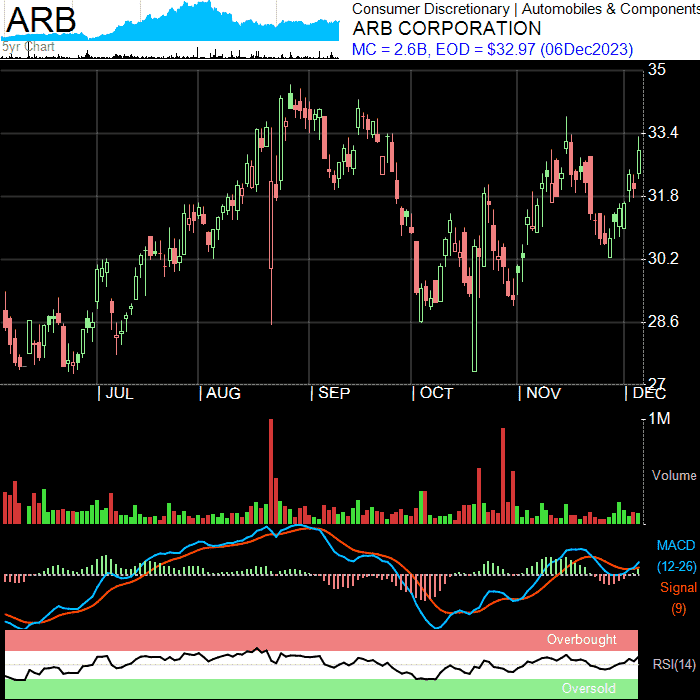 ARB
5yr Chart
Consumer Discretionary | Automobiles & Components
ARB CORPORATION
MC = 2.6B, EOD = $32.97 (06Dec2023)
35
33.4
31.8
30.2
28.6
27
| JUL | AUG | SEP | OCT | NOV | DEC
1M
Volume
MACD
(12-26)
Signal
(9)
Overbought
RSI(14)
Oversold